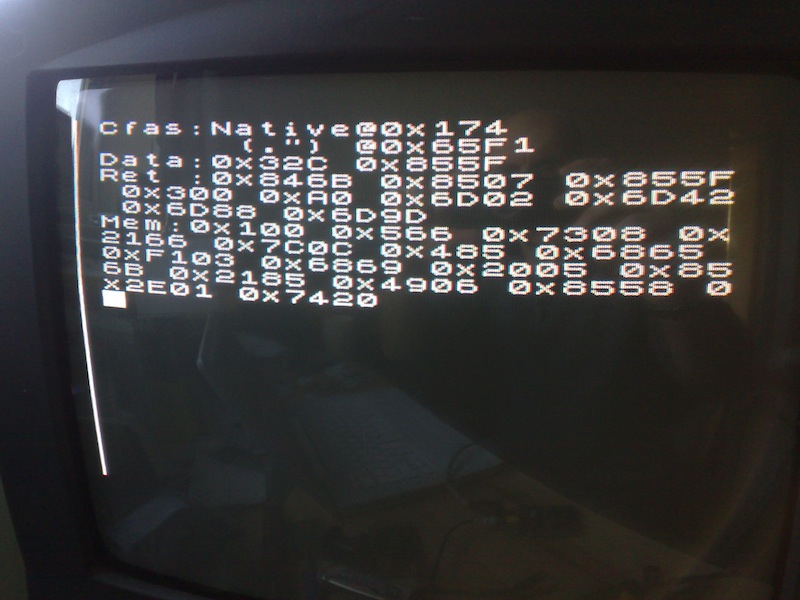 Cfas:Native@0x174
(.") @0x65F1
Data:0x32C 0x855F
Ret :0x846B 0x8507 0x855F
0x300 0xA0 0x6D02 0x6D42
0x6D88 0x6D9D
Mem:0x100 0x566 0x7308 0x
2166 0x7C0C 0x485 0x6865
0xF103 0x6869 0x2005 0x85
6B 0x2185 0x4906 0x8558 0
x2E01 0x7420